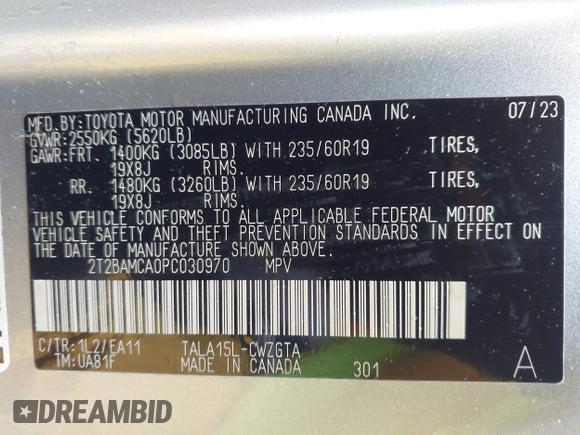 MFD.BY:TOYOTA MOTOR MANUFACTURING CANADA INC. 07/23
GVWR:2550KG (5620LB)
GAWR:FRT. 1400KG (3085LB) WITH 235/60R19 TIRES,
19X8J RIMS.
RR. 1480KG (3260LB) WITH 235/60R19 TIRES,
19X8J RIMS.
THIS VEHICLE CONFORMS TO ALL APPLICABLE FEDERAL MOTOR
VEHICLE SAFETY AND THEFT PREVENTION STANDARDS IN EFFECT ON
THE DATE OF MANUFACTURE SHOWN ABOVE.
2T2BAMCA0PC030970 MPV
C/TR:1L2/EA11 TALA15L-CWZGTA
TM:UA81F MADE IN CANADA 301 A
DREAMBID